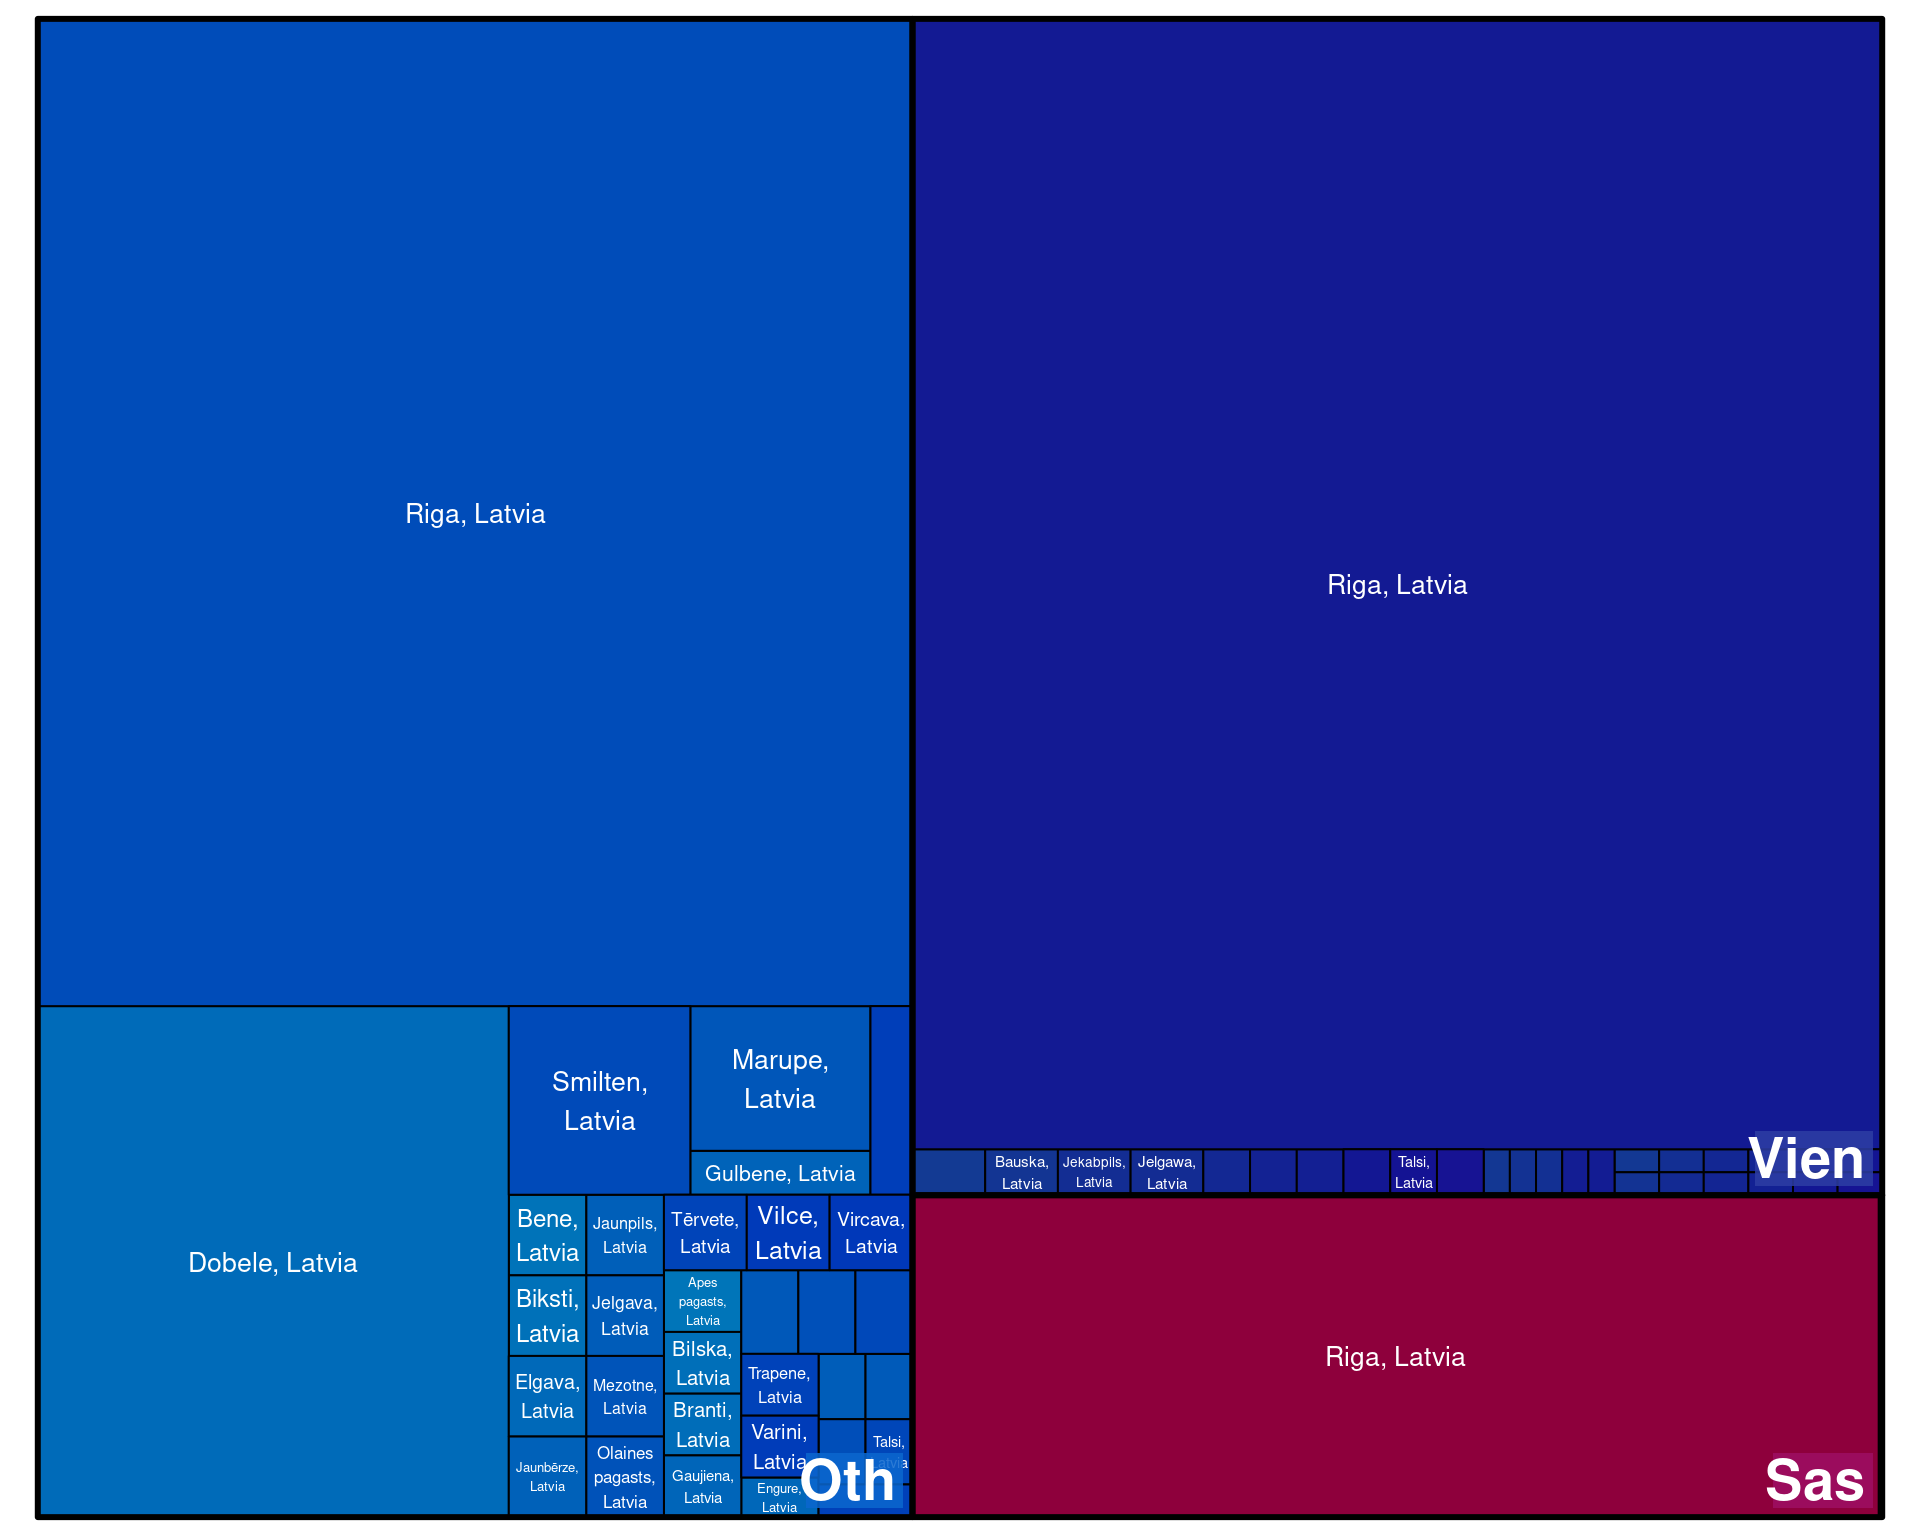 Riga, Latvia
Dobele, Latvia
Smilten,
Latvia
Marupe,
Latvia
Gulbene, Latvia
Bene,
Latvia
Biksti,
Latvia
Elgava,
Latvia
Jaunbērze,
Latvia
Jaunpils,
Latvia
Jelgava,
Latvia
Mezotne,
Latvia
Olaines
pagasts,
Latvia
Tērvete,
Latvia
Vilce,
Latvia
Vircava,
Latvia
Apes
pagasts,
Latvia
Bilska,
Latvia
Branti,
Latvia
Gaujiena,
Latvia
Trapene,
Latvia
Varini,
Latvia
Engure,
Latvia
Talsi,
Latvia
Oth
Riga, Latvia
Bauska,
Latvia
Jekabpils,
Latvia
Jelgawa,
Latvia
Talsi,
Latvia
Vien
Riga, Latvia
Sas